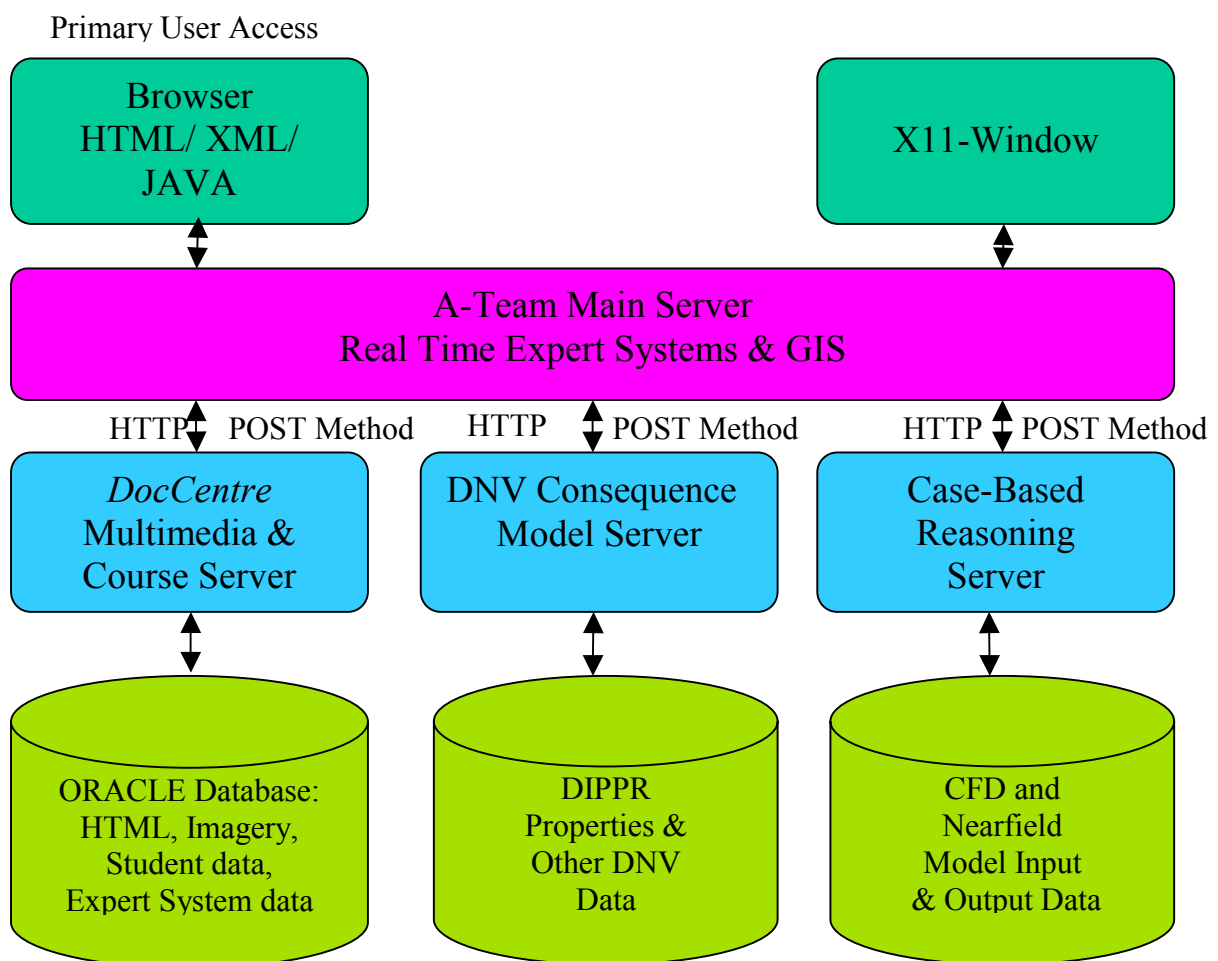 Primary User Access
Browser
HTML/ XML/
JAVA
X11-Window
A-Team Main Server
Real Time Expert Systems & GIS
HTTP POST Method
HTTP POST Method
HTTP POST Method
DocCentre
Multimedia &
Course Server
DNV Consequence
Model Server
Case-Based
Reasoning
Server
ORACLE Database:
HTML, Imagery,
Student data,
Expert System data
DIPPR
Properties &
Other DNV
Data
CFD and
Nearfield
Model Input
& Output Data